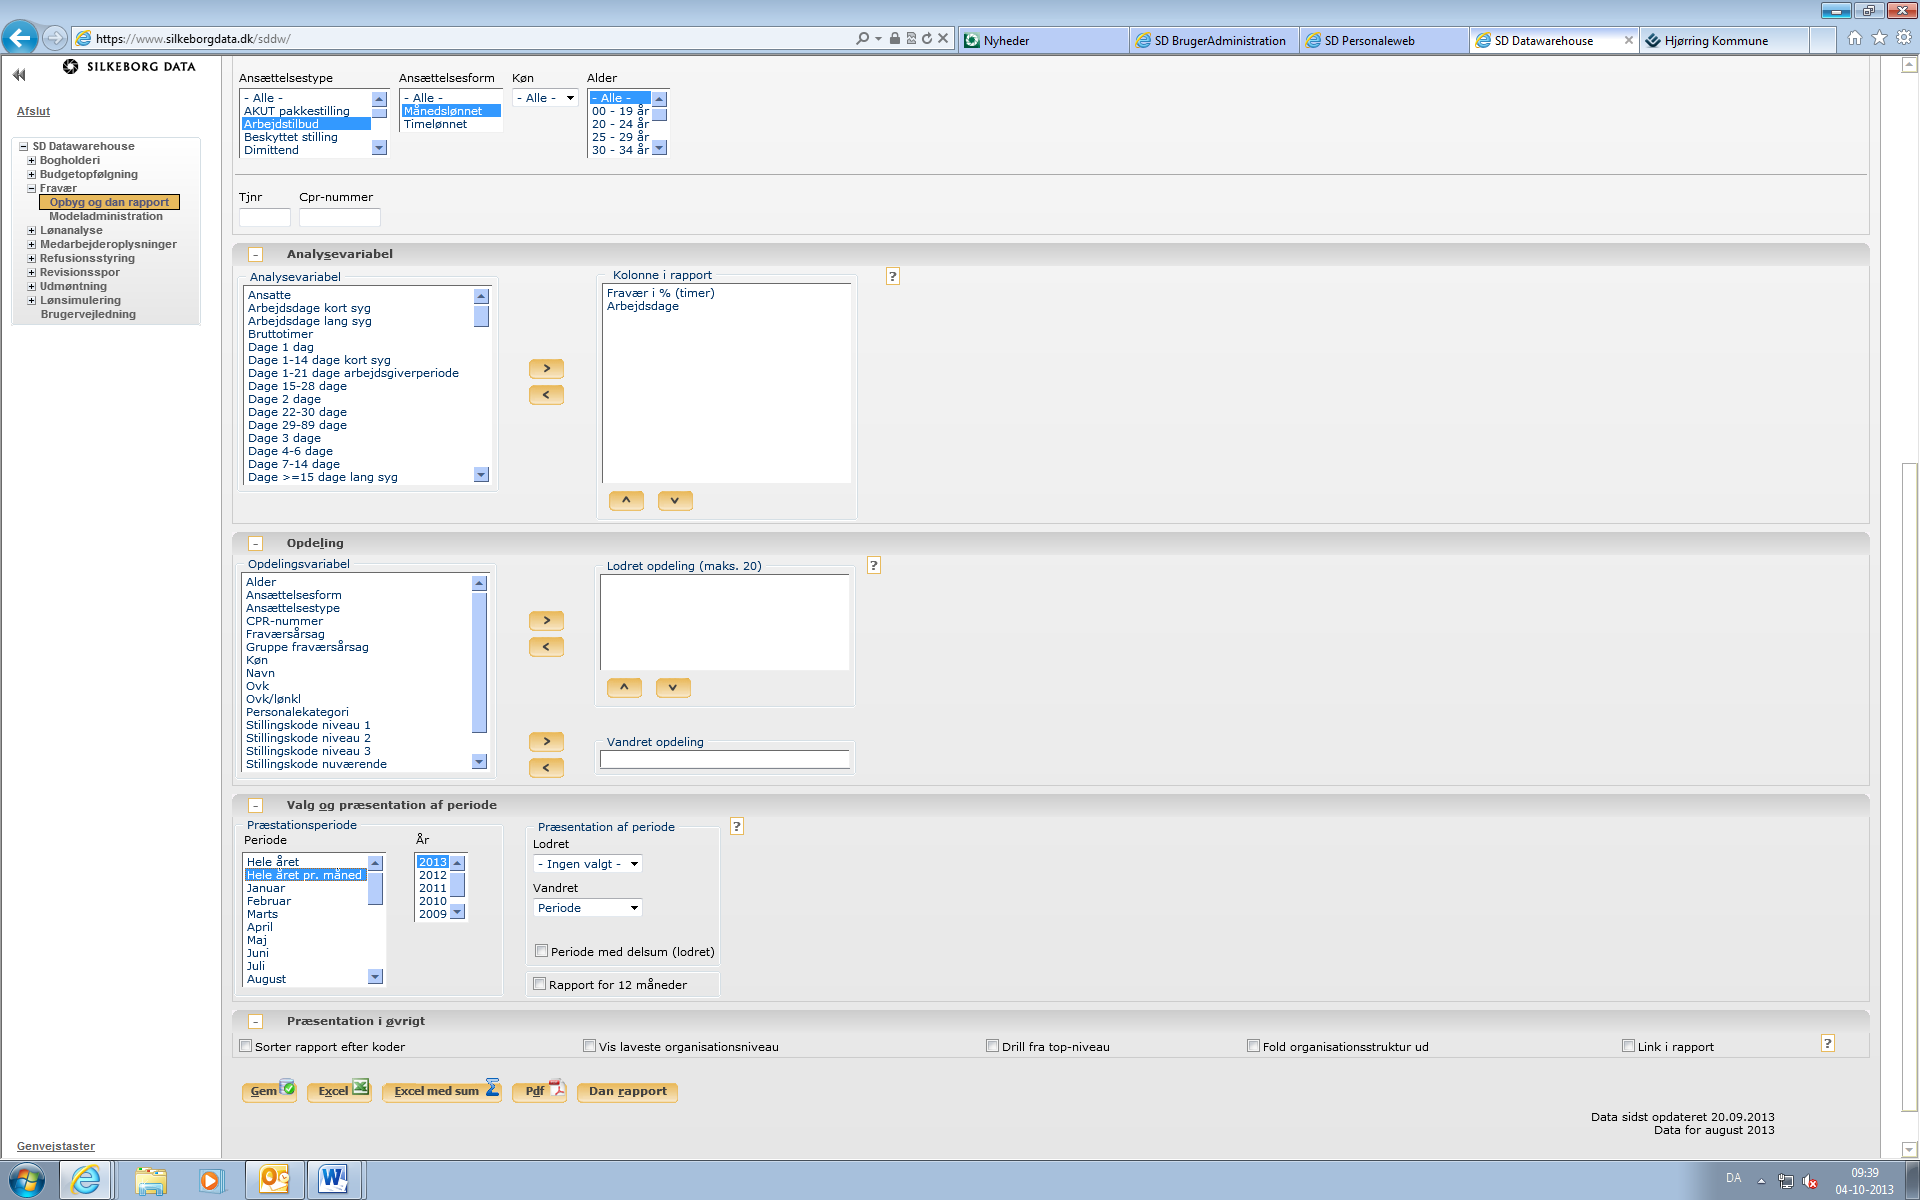 https://www.silkeborgdata.dk/sddw/
Nyheder
SD BrugerAdministration
SD Personaleweb
SD Datawarehouse
Hjørring Kommune
SILKEBORG DATA
Afslut
SD Datawarehouse
Bogholderi
Budgetopfølgning
Fravær
Opbyg og dan rapport
Modeladministration
Lønanalyse
Medarbejderoplysninger
Refusionsstyring
Revisionsspor
Udmøntning
Lønsimulering
Brugervejledning
Genvejstaster
Ansættelsestype
- Alle -
AKUT pakkestilling
Arbejdstilbud
Beskyttet stilling
Dimittend
Ansættelsesform
- Alle -
Månedslønnet
Timelønnet
Køn
- Alle -
Alder
- Alle -
00 - 19 år
20 - 24 år
25 - 29 år
30 - 34 år
Tjnr
Cpr-nummer
- Analysevariabel
Analysevariabel
Ansatte
Arbejdsdage kort syg
Arbejdsdage lang syg
Bruttotimer
Dage 1 dag
Dage 1-14 dage kort syg
Dage 1-21 dage arbejdsgiverperiode
Dage 15-28 dage
Dage 2 dage
Dage 22-30 dage
Dage 29-89 dage
Dage 3 dage
Dage 4-6 dage
Dage 7-14 dage
Dage >=15 dage lang syg
>
<
Kolonne i rapport
Fravær i % (timer)
Arbejdsdage
^ v
?
- Opdeling
Opdelingsvariabel
Alder
Ansættelsesform
Ansættelsestype
CPR-nummer
Fraværsårsag
Gruppe fraværsårsag
Køn
Navn
Ovk
Ovk/lønkl
Personalekategori
Stillingskode niveau 1
Stillingskode niveau 2
Stillingskode niveau 3
Stillingskode nuværende
>
<
Lodret opdeling (maks. 20)
^ v
?
>
<
Vandret opdeling
- Valg og præsentation af periode
Præstationsperiode
Periode
Hele året
Hele året pr. måned
Januar
Februar
Marts
April
Maj
Juni
Juli
August
År
2013
2012
2011
2010
2009
Præsentation af periode
Lodret
- Ingen valgt -
Vandret
Periode
Periode med delsum (lodret)
Rapport for 12 måneder
?
- Præsentation i øvrigt
Sorter rapport efter koder
Vis laveste organisationsniveau
Drill fra top-niveau
Fold organisationsstruktur ud
Link i rapport
?
Gem
Excel
Excel med sum
Pdf
Dan rapport
Data sidst opdateret 20.09.2013
Data for august 2013
DA
09:39
04-10-2013